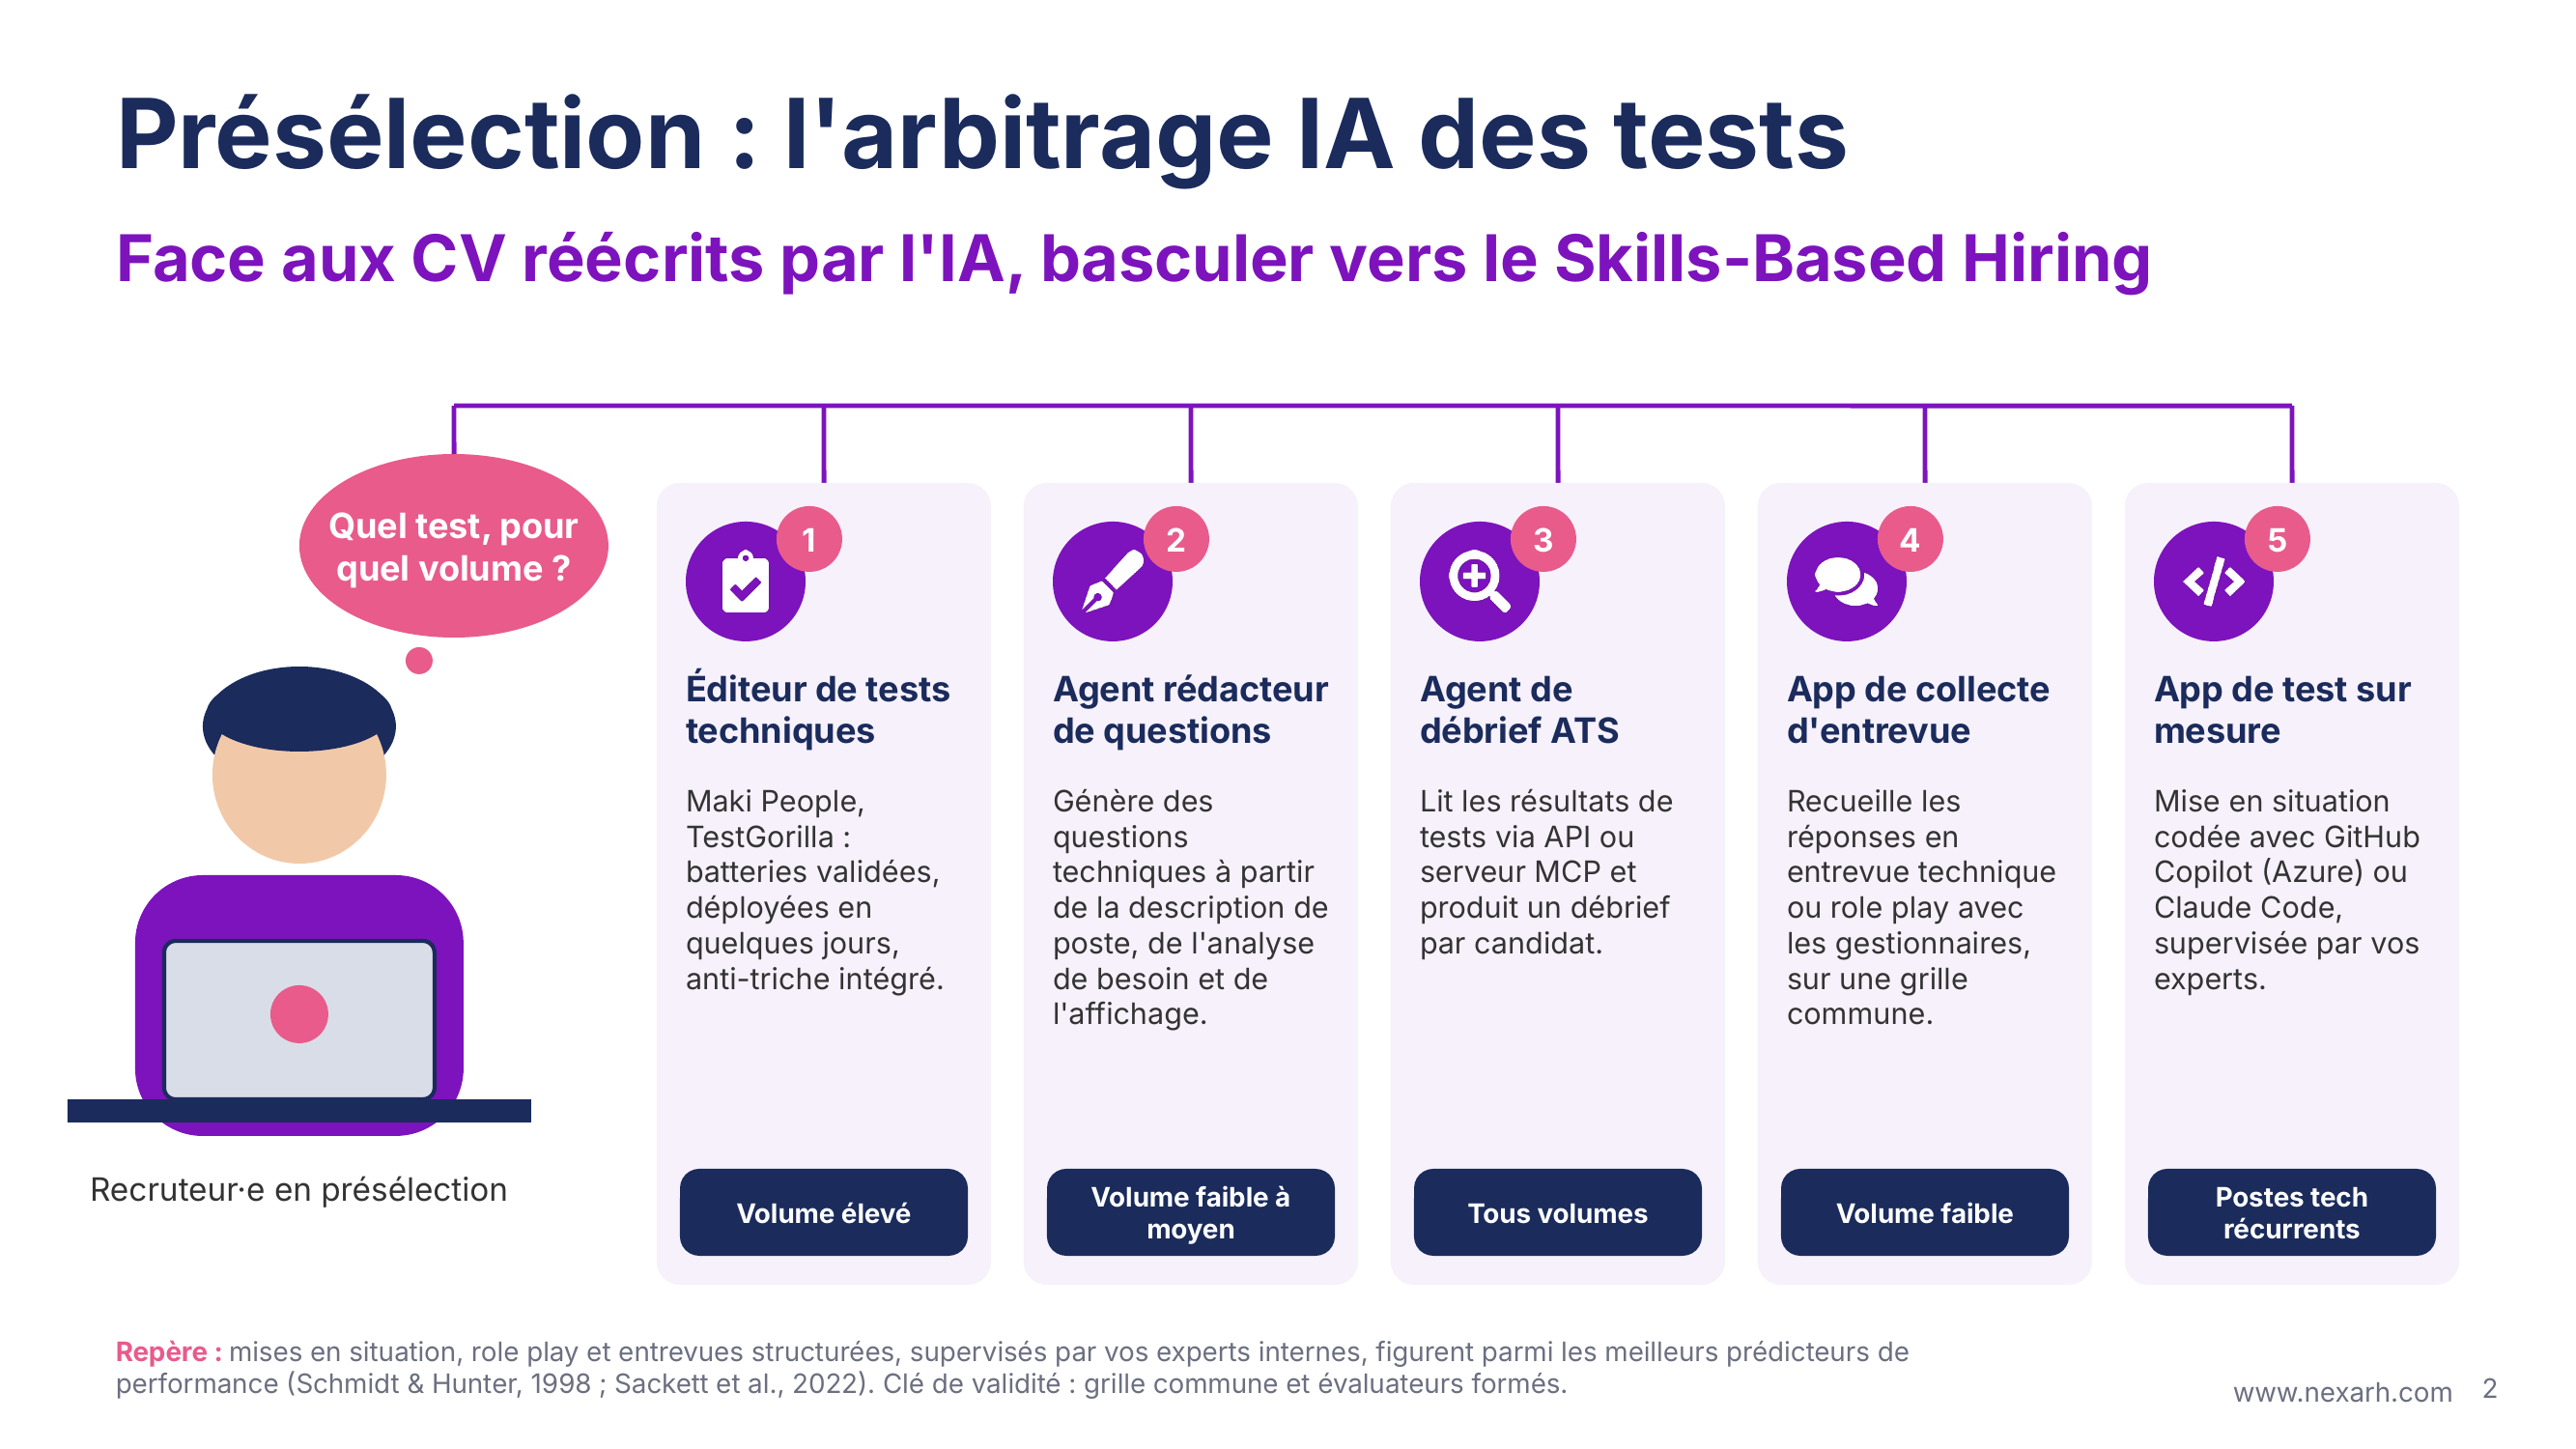 Présélection : l'arbitrage IA des tests
Face aux CV réécrits par l'IA, basculer vers le Skills-Based Hiring
Quel test, pour
quel volume ?
Recruteur·e en présélection
1
Éditeur de tests
techniques
Maki People,
TestGorilla :
batteries validées,
déployées en
quelques jours,
anti-triche intégré.
Volume élevé
2
Agent rédacteur
de questions
Génère des
questions
techniques à partir
de la description de
poste, de l'analyse
de besoin et de
l'affichage.
Volume faible à
moyen
3
Agent de
débrief ATS
Lit les résultats de
tests via API ou
serveur MCP et
produit un débrief
par candidat.
Tous volumes
4
App de collecte
d'entrevue
Recueille les
réponses en
entrevue technique
ou role play avec
les gestionnaires,
sur une grille
commune.
Volume faible
5
App de test sur
mesure
Mise en situation
codée avec GitHub
Copilot (Azure) ou
Claude Code,
supervisée par vos
experts.
Postes tech
récurrents
Repère : mises en situation, role play et entrevues structurées, supervisés par vos experts internes, figurent parmi les meilleurs prédicteurs de
performance (Schmidt & Hunter, 1998 ; Sackett et al., 2022). Clé de validité : grille commune et évaluateurs formés.
www.nexarh.com 2